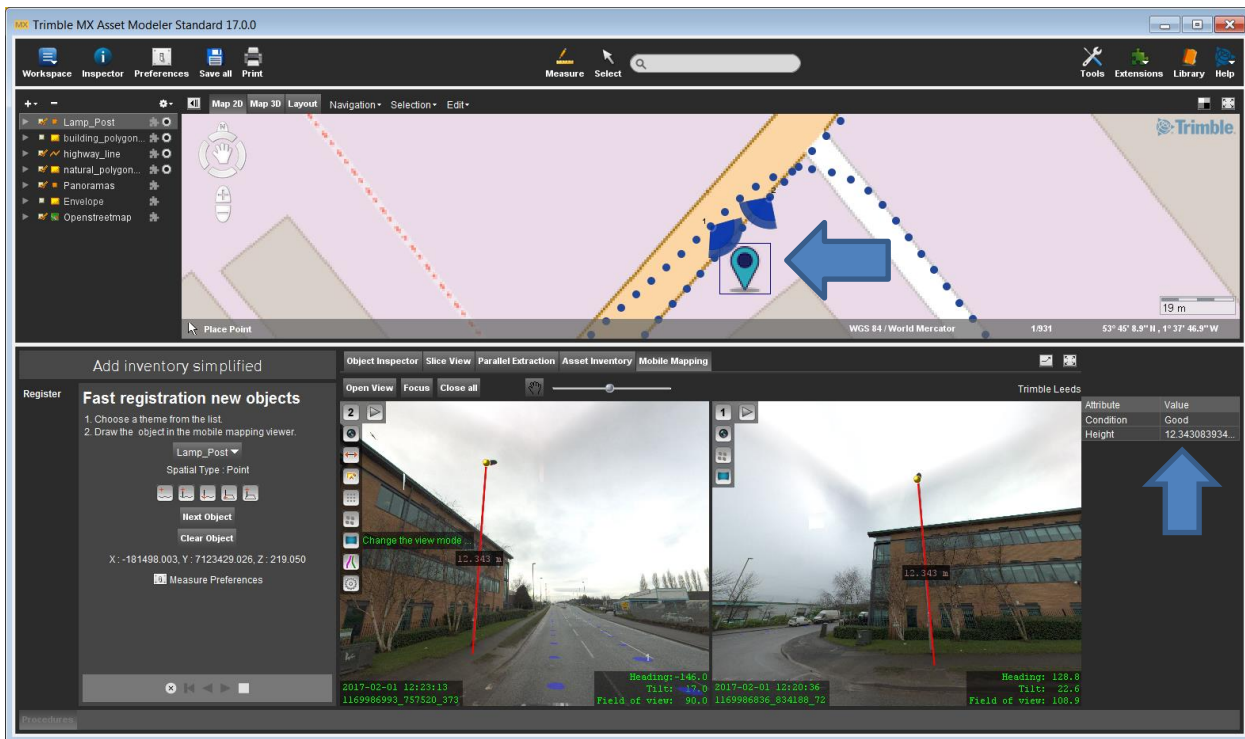 MX Trimble MX Asset Modeler Standard 17.0.0
Workspace Inspector Preferences Save all Print Measure Select Tools Extensions Library Help
Map 2D Map 3D Layout Navigation Selection Edit
Lamp_Post
building_polygon...
highway_line
natural_polygon...
Panoramas
Envelope
Openstreetmap
N
Trimble
1
2
19 m
Place Point WGS 84 / World Mercator 1/931 53° 45' 8.9" N , 1° 37' 46.9" W
Add inventory simplified
Register
Fast registration new objects
1. Choose a theme from the list.
2. Draw the object in the mobile mapping viewer.
Lamp_Post
Spatial Type : Point
Next Object
Clear Object
X : -181498.003, Y : 7123429.026, Z : 219.050
Measure Preferences
Object Inspector Slice View Parallel Extraction Asset Inventory Mobile Mapping
Open View Focus Close all Trimble Leeds
2
Change the view mode ...
12.343 m
1
2017-02-01 12:23:13
1169986993_757520_373
Heading:-146.0
Tilt: -17.0
Field of view: 90.0
1
12.343 m
2017-02-01 12:20:36
1169986836_834188_72
Heading: 128.8
Tilt: 22.6
Field of view: 108.9
Attribute Value
Condition Good
Height 12.343083934...
Procedures